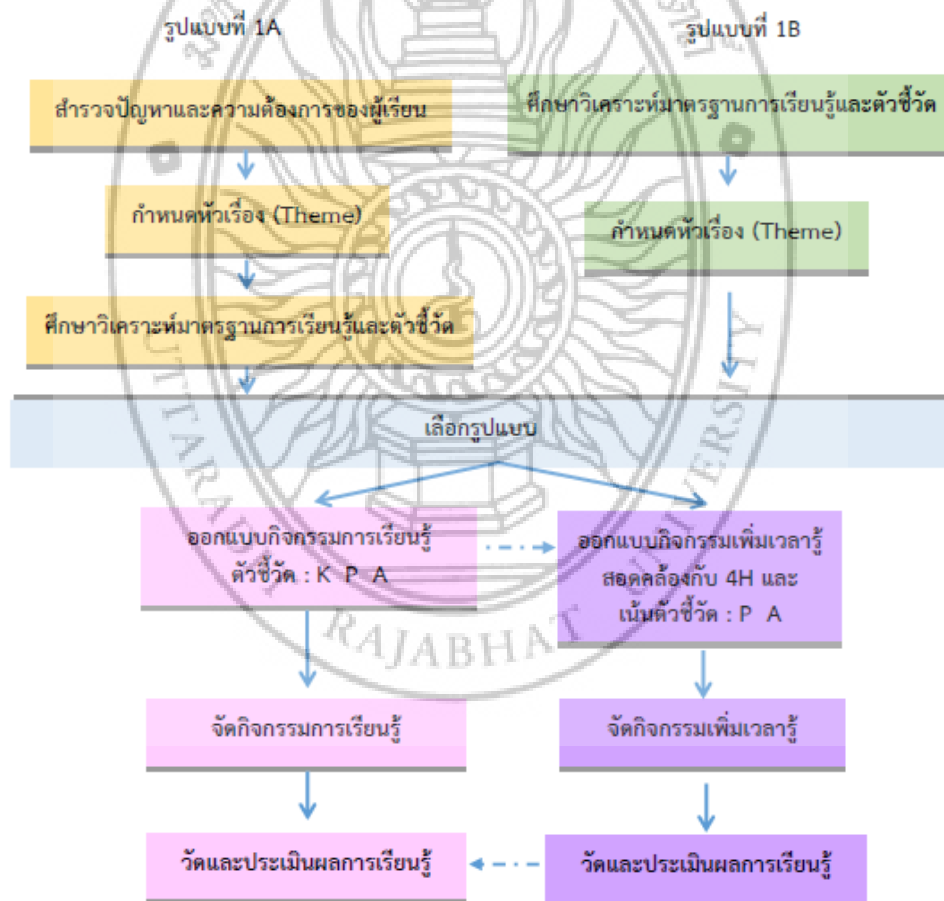 รูปแบบที่ 1A
รูปแบบที่ 1B
สำรวจปัญหาและความต้องการของผู้เรียน
ศึกษาวิเคราะห์มาตรฐานการเรียนรู้และตัวชี้วัด
กำหนดหัวเรื่อง (Theme)
กำหนดหัวเรื่อง (Theme)
ศึกษาวิเคราะห์มาตรฐานการเรียนรู้และตัวชี้วัด
เลือกรูปแบบ
ออกแบบกิจกรรมการเรียนรู้
ตัวชี้วัด : K P A
ออกแบบกิจกรรมเพิ่มเวลารู้
สอดคล้องกับ 4H และ
เน้นตัวชี้วัด : P A
จัดกิจกรรมการเรียนรู้
จัดกิจกรรมเพิ่มเวลารู้
วัดและประเมินผลการเรียนรู้
วัดและประเมินผลการเรียนรู้
RAJABHAT UNIVERSITY